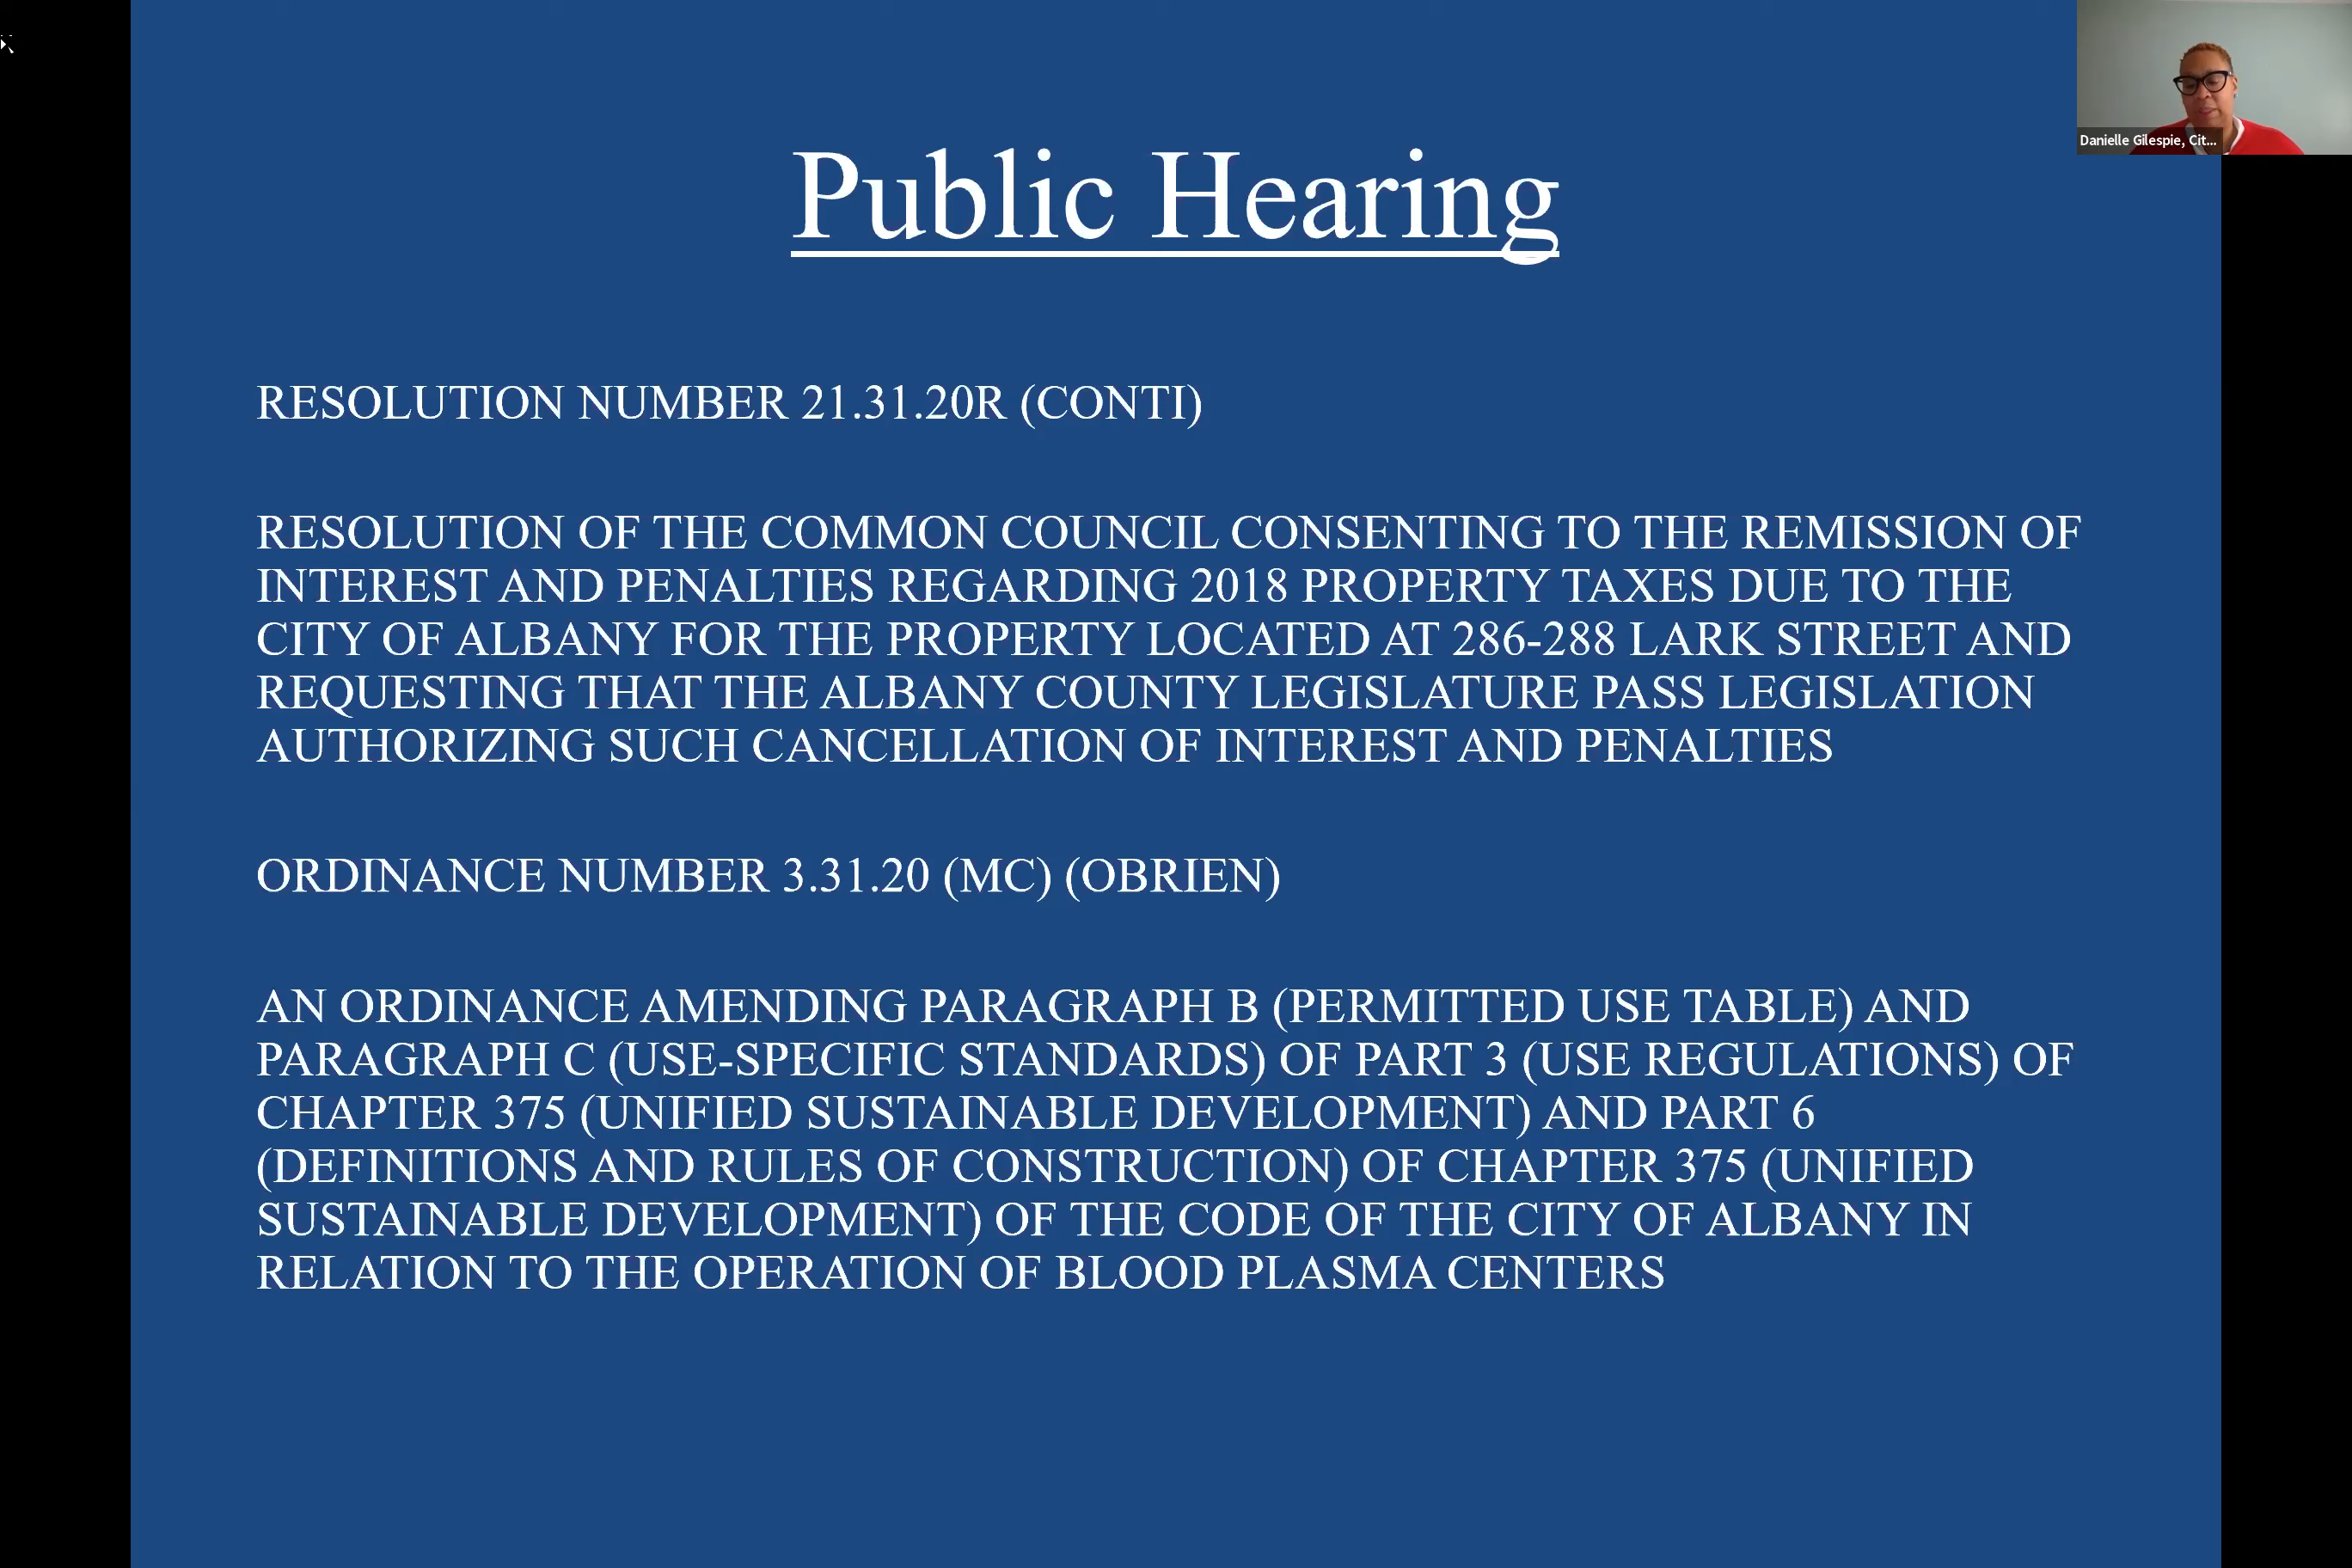 Danielle Gilespie, Cit...
Public Hearing
RESOLUTION NUMBER 21.31.20R (CONTI)
RESOLUTION OF THE COMMON COUNCIL CONSENTING TO THE REMISSION OF
INTEREST AND PENALTIES REGARDING 2018 PROPERTY TAXES DUE TO THE
CITY OF ALBANY FOR THE PROPERTY LOCATED AT 286-288 LARK STREET AND
REQUESTING THAT THE ALBANY COUNTY LEGISLATURE PASS LEGISLATION
AUTHORIZING SUCH CANCELLATION OF INTEREST AND PENALTIES
ORDINANCE NUMBER 3.31.20 (MC) (OBRIEN)
AN ORDINANCE AMENDING PARAGRAPH B (PERMITTED USE TABLE) AND
PARAGRAPH C (USE-SPECIFIC STANDARDS) OF PART 3 (USE REGULATIONS) OF
CHAPTER 375 (UNIFIED SUSTAINABLE DEVELOPMENT) AND PART 6
(DEFINITIONS AND RULES OF CONSTRUCTION) OF CHAPTER 375 (UNIFIED
SUSTAINABLE DEVELOPMENT) OF THE CODE OF THE CITY OF ALBANY IN
RELATION TO THE OPERATION OF BLOOD PLASMA CENTERS